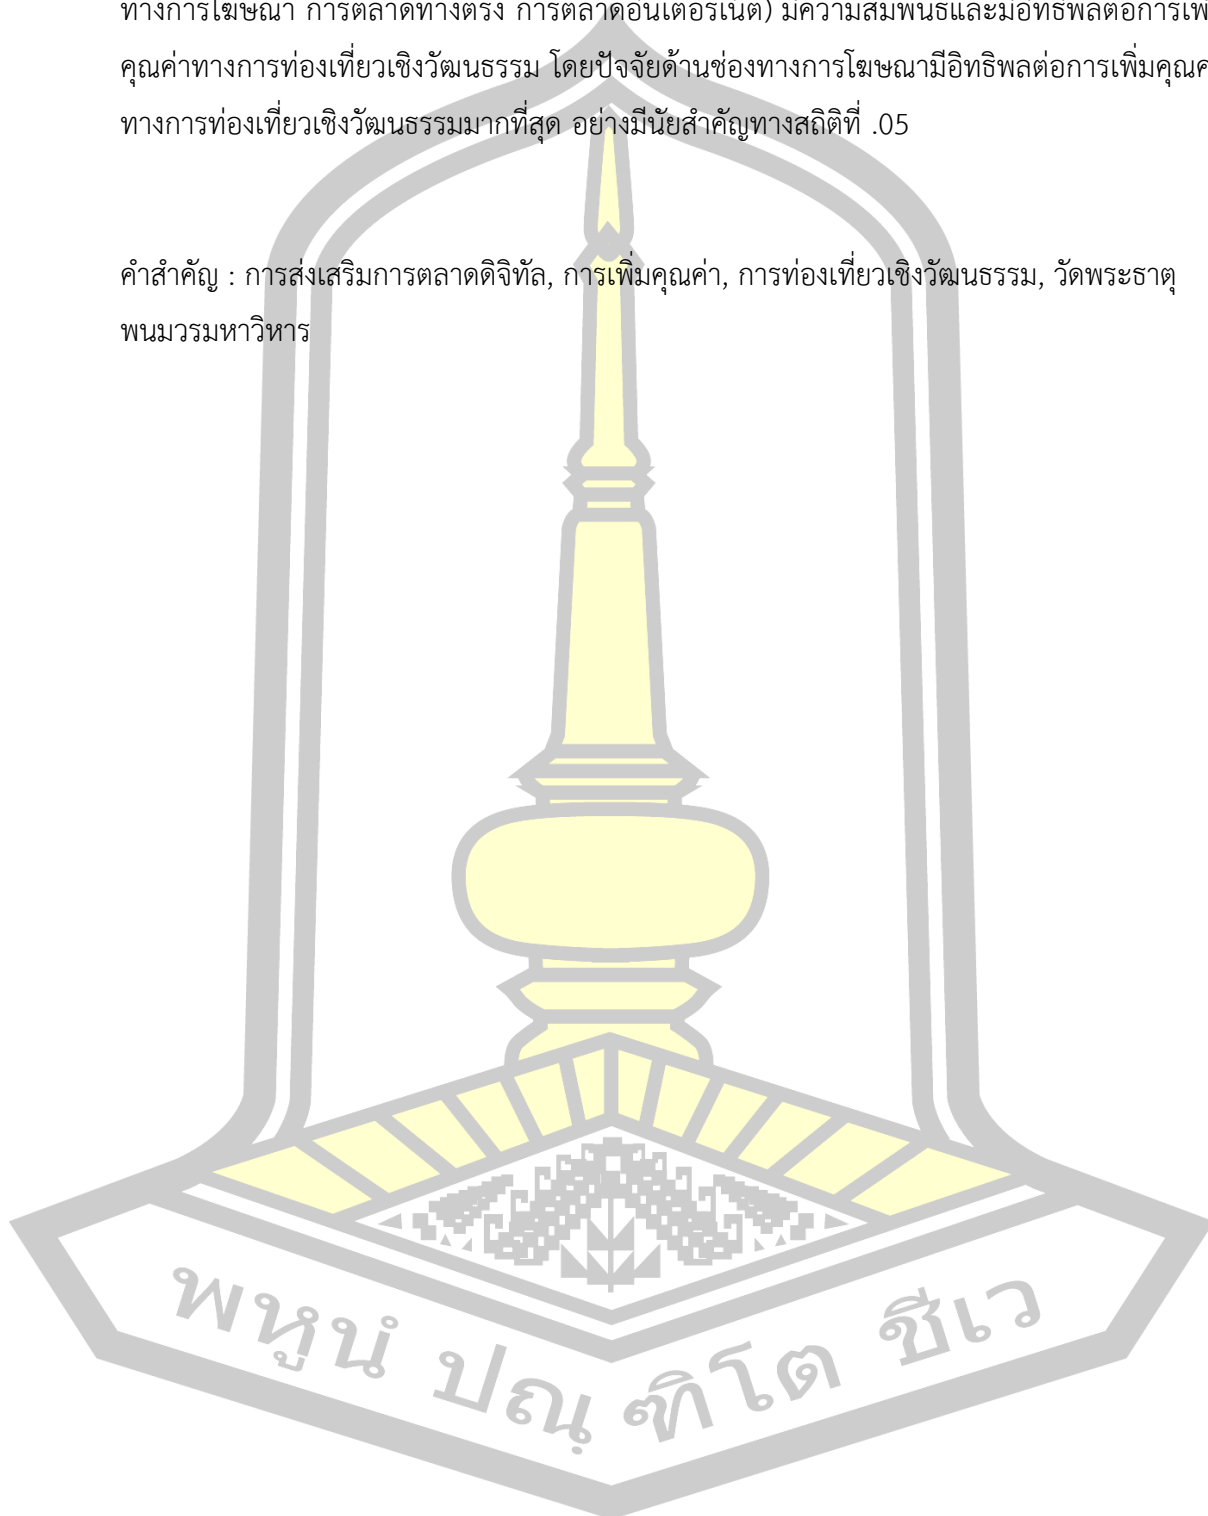 ทางการโฆษณา การตลาดทางตรง การตลาดอินเตอร์เน็ต) มีความสัมพันธ์และมีอิทธิพลต่อการเพ
คุณค่าทางการท่องเที่ยวเชิงวัฒนธรรม โดยปัจจัยด้านช่องทางการโฆษณามีอิทธิพลต่อการเพิ่มคุณค
ทางการท่องเที่ยวเชิงวัฒนธรรมมากที่สุด อย่างมีนัยสำคัญทางสถิติที่ .05
คำสำคัญ : การส่งเสริมการตลาดดิจิทัล, การเพิ่มคุณค่า, การท่องเที่ยวเชิงวัฒนธรรม, วัดพระธาตุ
พนมวรมหาวิหาร
พหูนํ ปณฺฑิโต ชีเว